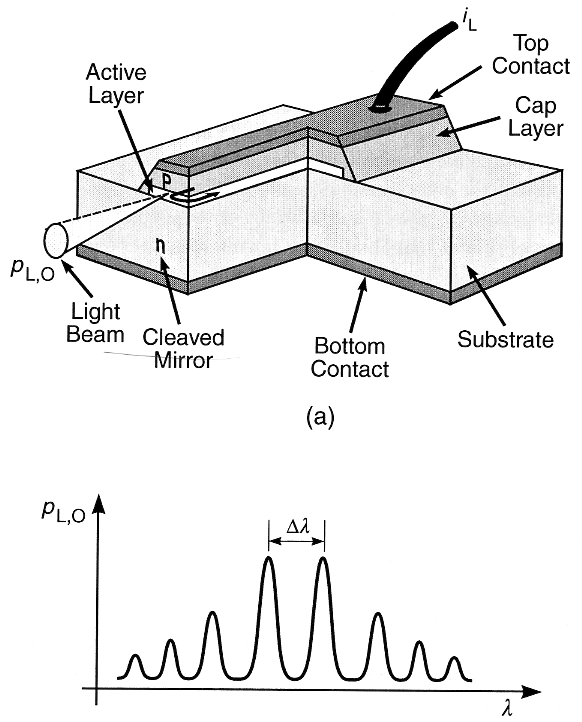 i_L
Top
Contact
Active
Layer
Cap
Layer
P
n
p_L,O
Light
Beam
Cleaved
Mirror
Bottom
Contact
Substrate
(a)
p_L,O
Δλ
λ